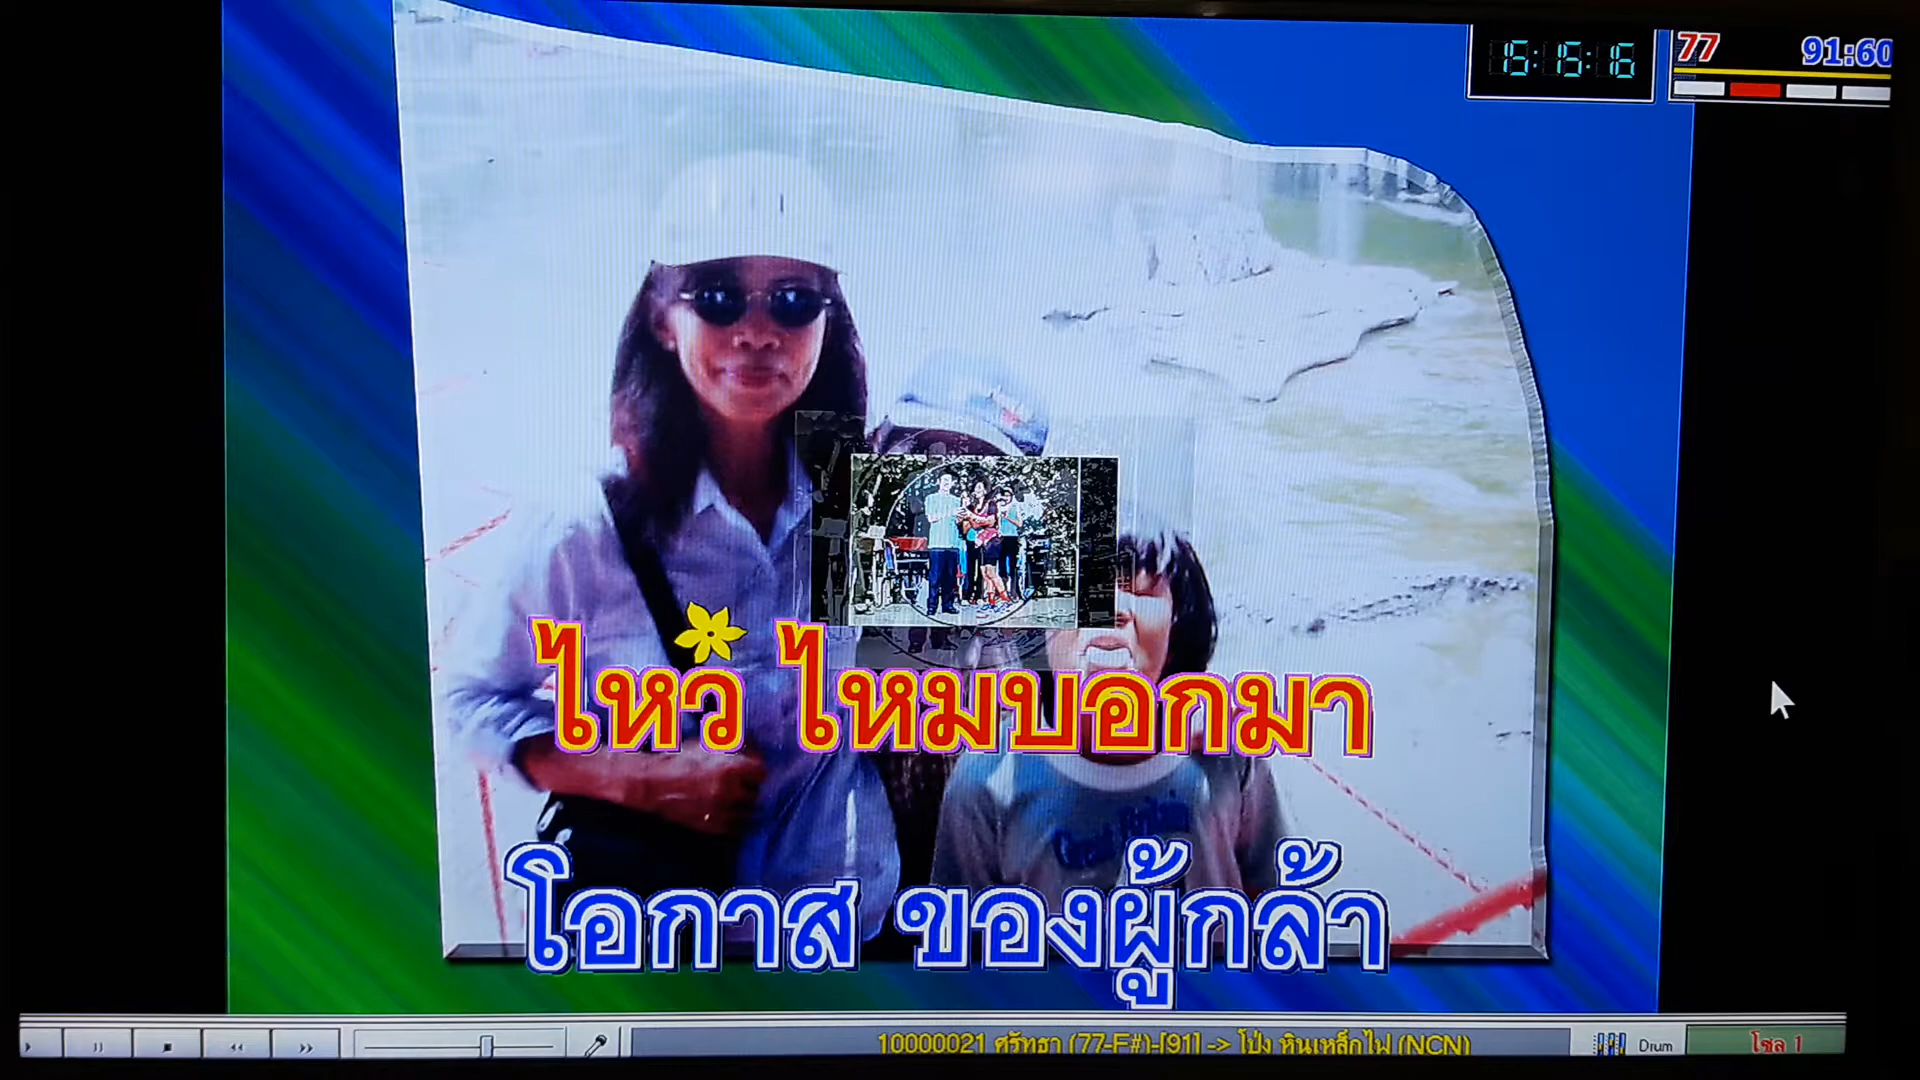 15:15:16
77 91:60
ไหว ไหมบอกมา
โอกาส ของผู้กล้า
10000021 ศรัทธา (77-F#)-[91] -> โป่ง หินเหล็กไฟ (NCN)
Drum
โซล 1